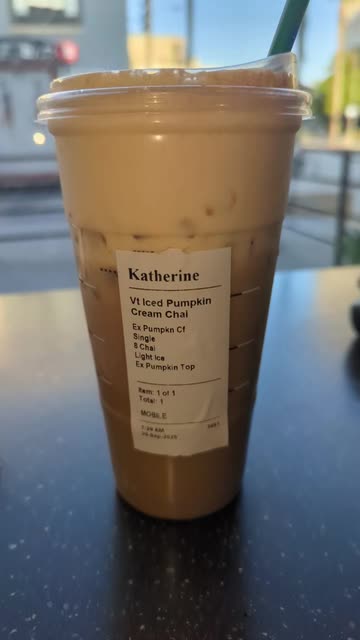 Katherine
Vt Iced Pumpkin
Cream Chai
Ex Pumpkn Cf
Single
8 Chai
Light Ice
Ex Pumpkin Top
Item: 1 of 1
Total: 1
MOBILE